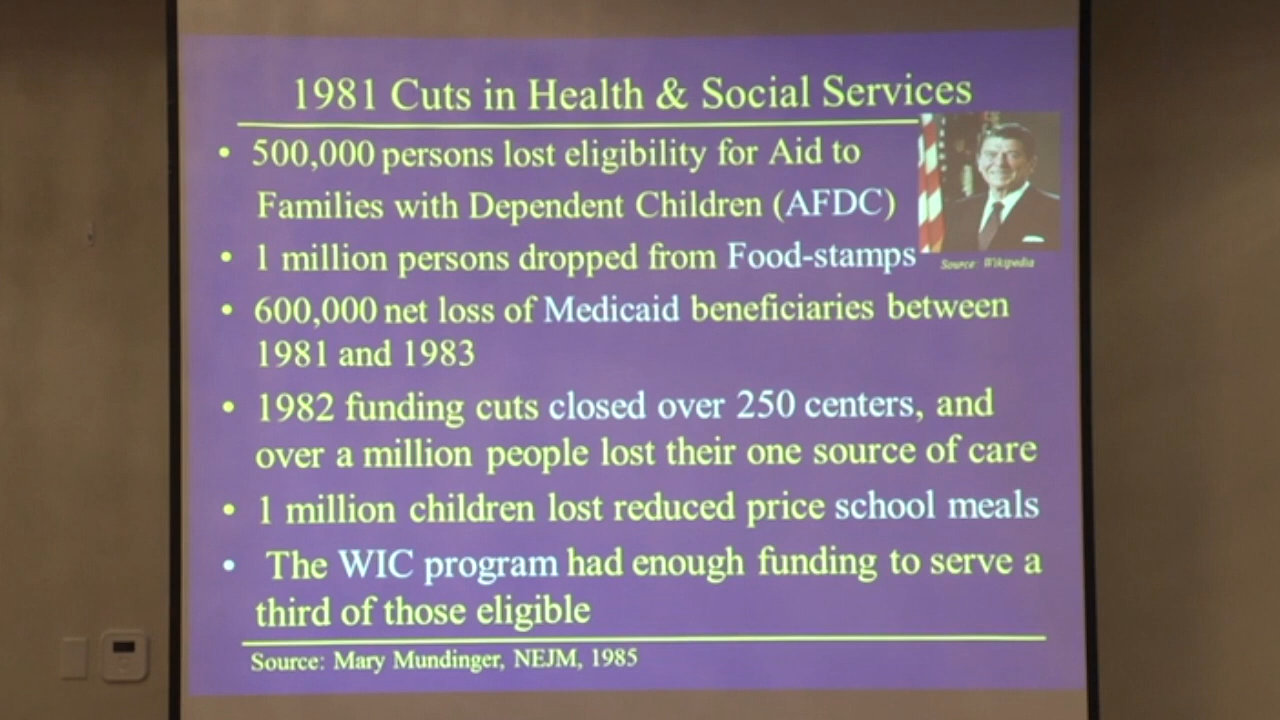 1981 Cuts in Health & Social Services
• 500,000 persons lost eligibility for Aid to
Families with Dependent Children (AFDC)
• 1 million persons dropped from Food-stamps
Source: Wikipedia
• 600,000 net loss of Medicaid beneficiaries between
1981 and 1983
• 1982 funding cuts closed over 250 centers, and
over a million people lost their one source of care
• 1 million children lost reduced price school meals
• The WIC program had enough funding to serve a
third of those eligible
Source: Mary Mundinger, NEJM, 1985